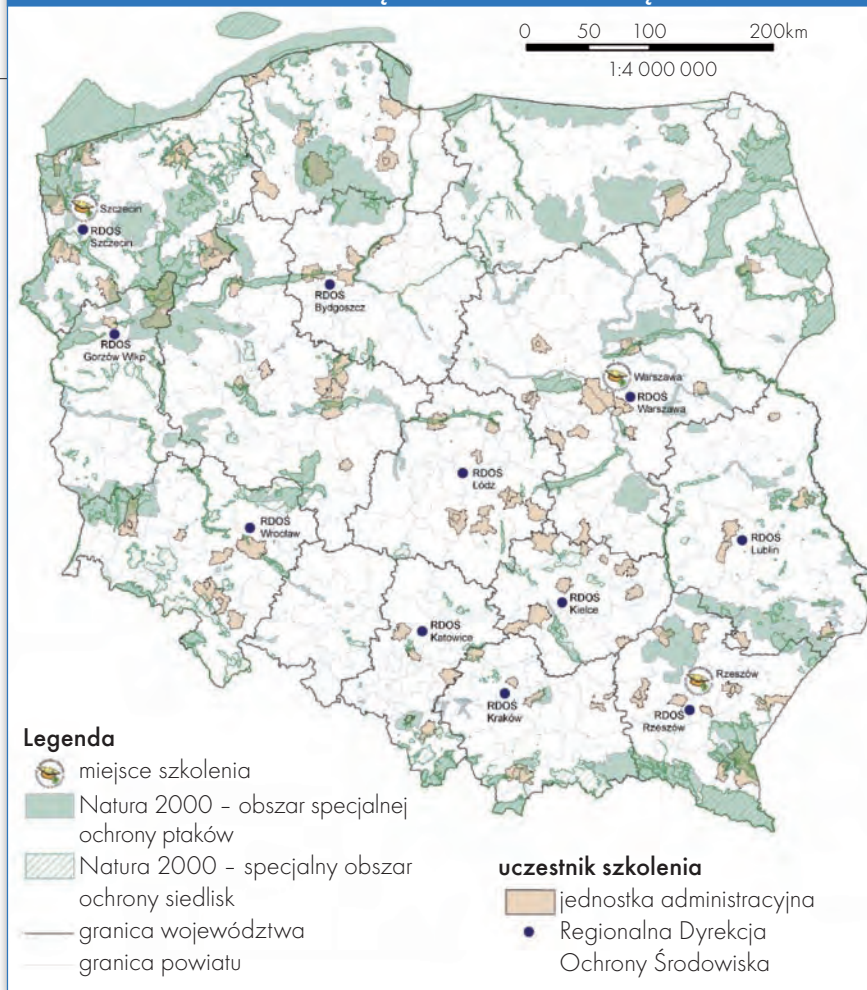 0 50 100 200km
1:4 000 000
Szczecin
RDOŚ
Szczecin
RDOŚ
Bydgoszcz
RDOŚ
Gorzów Wlkp
Warszawa
RDOŚ
Warszawa
RDOŚ
Łódź
RDOŚ
Wrocław
RDOŚ
Lublin
RDOŚ
Kielce
RDOŚ
Katowice
Rzeszów
RDOŚ
Kraków
RDOŚ
Rzeszów
Legenda
miejsce szkolenia
Natura 2000 – obszar specjalnej
ochrony ptaków
Natura 2000 – specjalny obszar
ochrony siedlisk
granica województwa
granica powiatu
uczestnik szkolenia
jednostka administracyjna
Regionalna Dyrekcja
Ochrony Środowiska